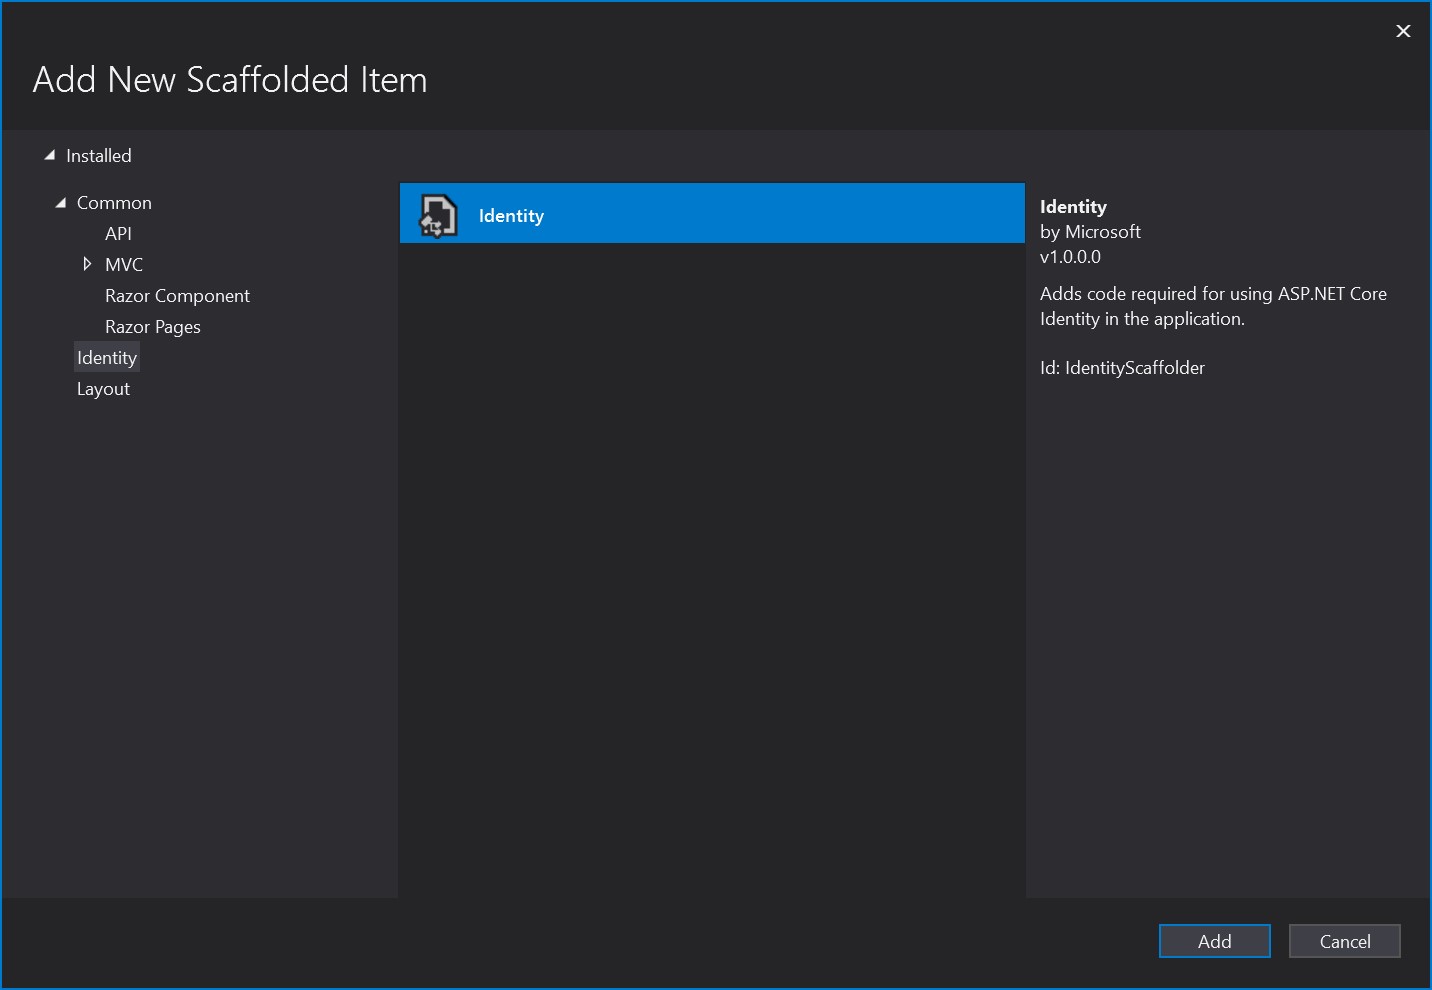 Add New Scaffolded Item
Installed
Common
API
MVC
Razor Component
Razor Pages
Identity
Layout
Identity
Identity
by Microsoft
v1.0.0.0
Adds code required for using ASP.NET Core
Identity in the application.
Id: IdentityScaffolder
Add
Cancel